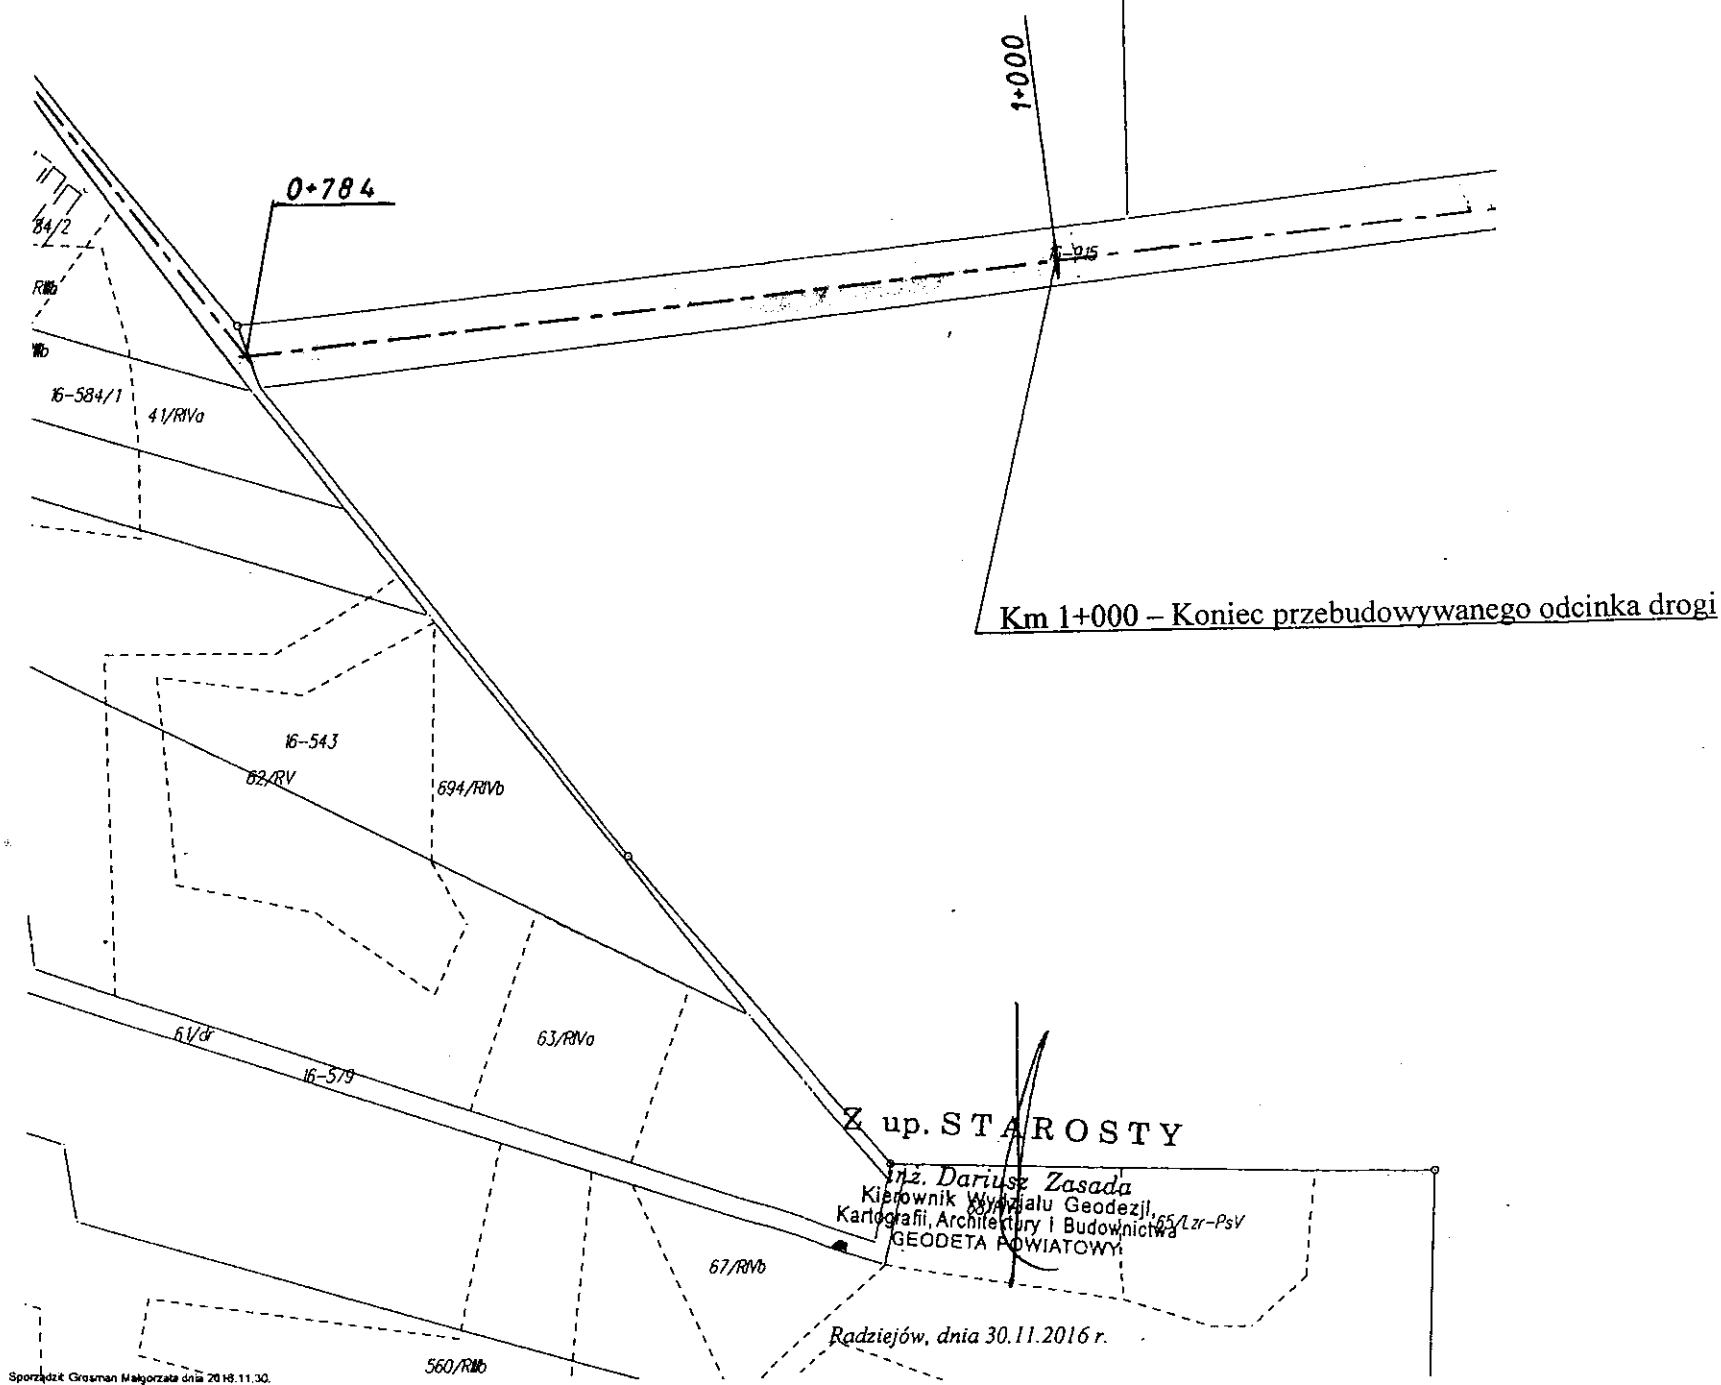 1+000
0+784
84/2
16-584/1
41/RIVa
Km 1+000 – Koniec przebudowywanego odcinka drogi
16-543
62/RV
694/RIVb
61/dr
16-579
63/RIVa
Z up. STAROSTY
inż. Dariusz Zasada
Kierownik Wydziału Geodezji,
Kartografii, Architektury i Budownictwa
65/Lzr-PsV
GEODETA POWIATOWY
67/RIVb
Radziejów, dnia 30.11.2016 r.
560/RIIIb
Sporządził: Grosman Małgorzata dnia 2016.11.30.